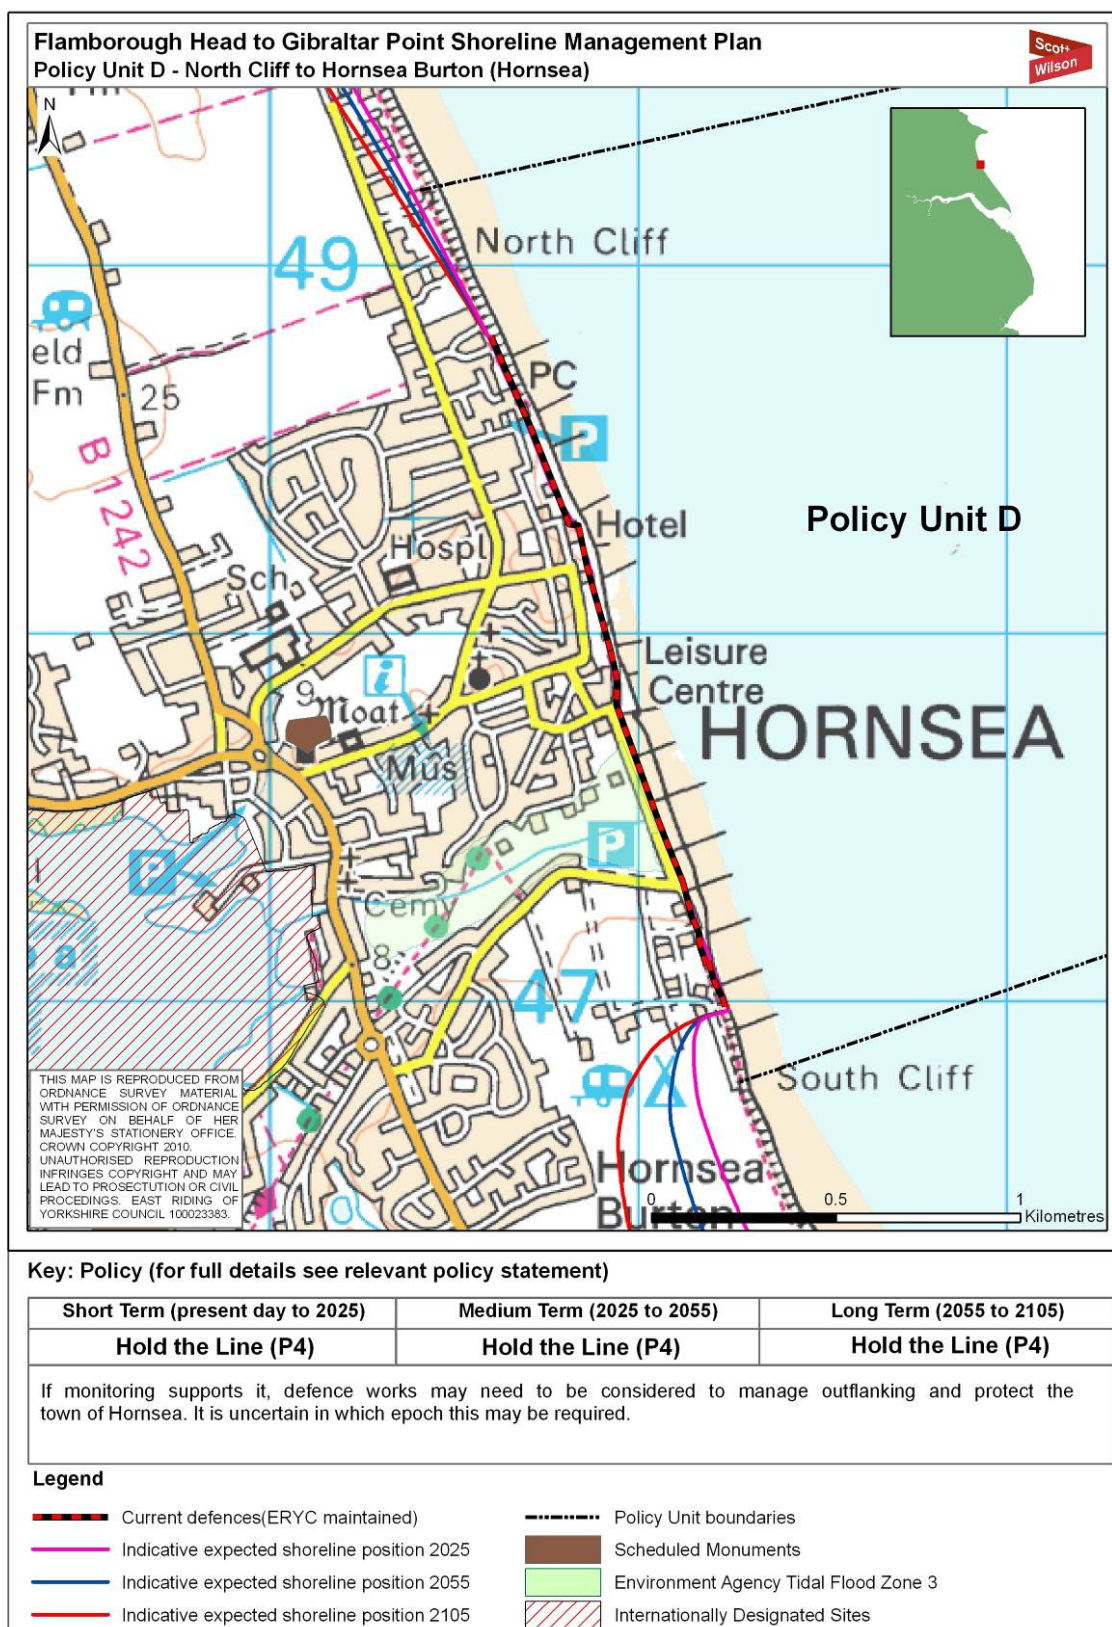 Flamborough Head to Gibraltar Point Shoreline Management Plan
Policy Unit D - North Cliff to Hornsea Burton (Hornsea)
Scott
Wilson
Fm
N
North Cliff
49
eld
Fm
25
PC
P
B 1242
Hotel
Policy Unit D
Hospl
Sch
Leisure
Centre
9
Moat
i
HORNSEA
Mus
P
P
Cemy
8
a
47
South Cliff
Hornsea
Burton
0 0.5 1
Kilometres
THIS MAP IS REPRODUCED FROM
ORDNANCE SURVEY MATERIAL
WITH PERMISSION OF ORDNANCE
SURVEY ON BEHALF OF HER
MAJESTY'S STATIONERY OFFICE.
CROWN COPYRIGHT 2010.
UNAUTHORISED REPRODUCTION
INFRINGES COPYRIGHT AND MAY
LEAD TO PROSECTUTION OR CIVIL
PROCEDINGS. EAST RIDING OF
YORKSHIRE COUNCIL 100023383.
Key: Policy (for full details see relevant policy statement)
Short Term (present day to 2025) Medium Term (2025 to 2055) Long Term (2055 to 2105)
Hold the Line (P4) Hold the Line (P4) Hold the Line (P4)
If monitoring supports it, defence works may need to be considered to manage outflanking and protect the
town of Hornsea. It is uncertain in which epoch this may be required.
Legend
Current defences(ERYC maintained)
Indicative expected shoreline position 2025
Indicative expected shoreline position 2055
Indicative expected shoreline position 2105
Policy Unit boundaries
Scheduled Monuments
Environment Agency Tidal Flood Zone 3
Internationally Designated Sites